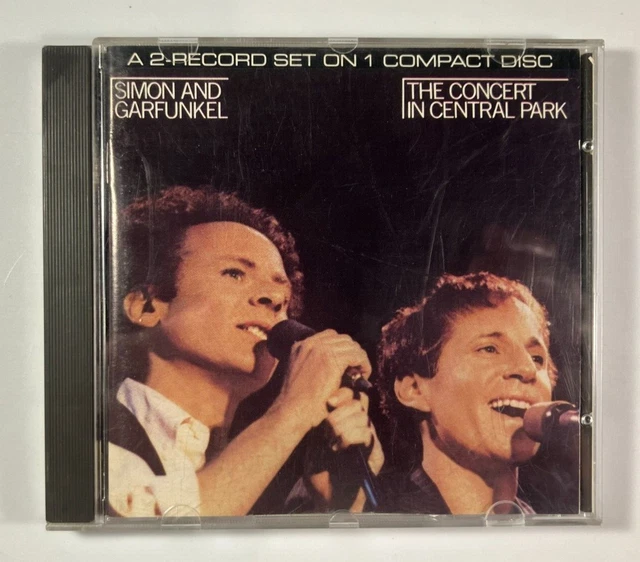 A 2-RECORD SET ON 1 COMPACT DISC
SIMON AND
GARFUNKEL
THE CONCERT
IN CENTRAL PARK